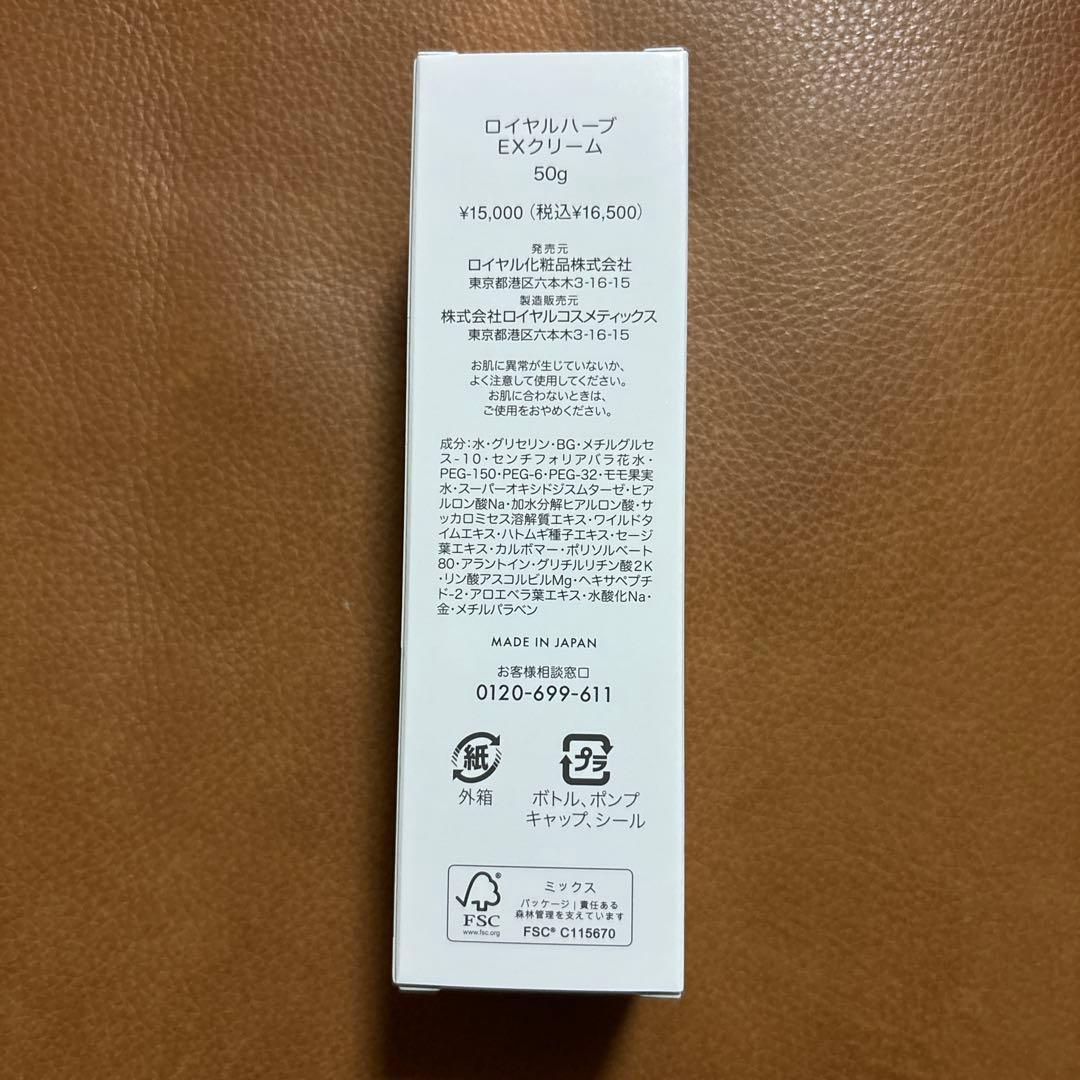 ロイヤルハーブ
EXクリーム
50g
¥15,000（税込¥16,500）
発売元
ロイヤル化粧品株式会社
東京都港区六本木3-16-15
製造販売元
株式会社ロイヤルコスメティックス
東京都港区六本木3-16-15
お肌に異常が生じていないか、
よく注意して使用してください。
お肌に合わないときは、
ご使用をおやめください。
成分：水・グリセリン・BG・メチルグルセ
ス-10・センチフォリアバラ花水・
PEG-150・PEG-6・PEG-32・モモ果実
水・スーパーオキシドジスムターゼ・ヒア
ルロン酸Na・加水分解ヒアルロン酸・サ
ッカロミセス溶解質エキス・ワイルドタ
イムエキス・ハトムギ種子エキス・セージ
葉エキス・カルボマー・ポリソルベート
80・アラントイン・グリチルリチン酸2K
・リン酸アスコルビルMg・ヘキサペプチ
ド-2・アロエベラ葉エキス・水酸化Na・
金・メチルパラベン
MADE IN JAPAN
お客様相談窓口
0120-699-611
紙
外箱
プラ
ボトル、ポンプ
キャップ、シール
FSC
www.fsc.org
ミックス
パッケージ｜責任ある
森林管理を支えています
FSC® C115670